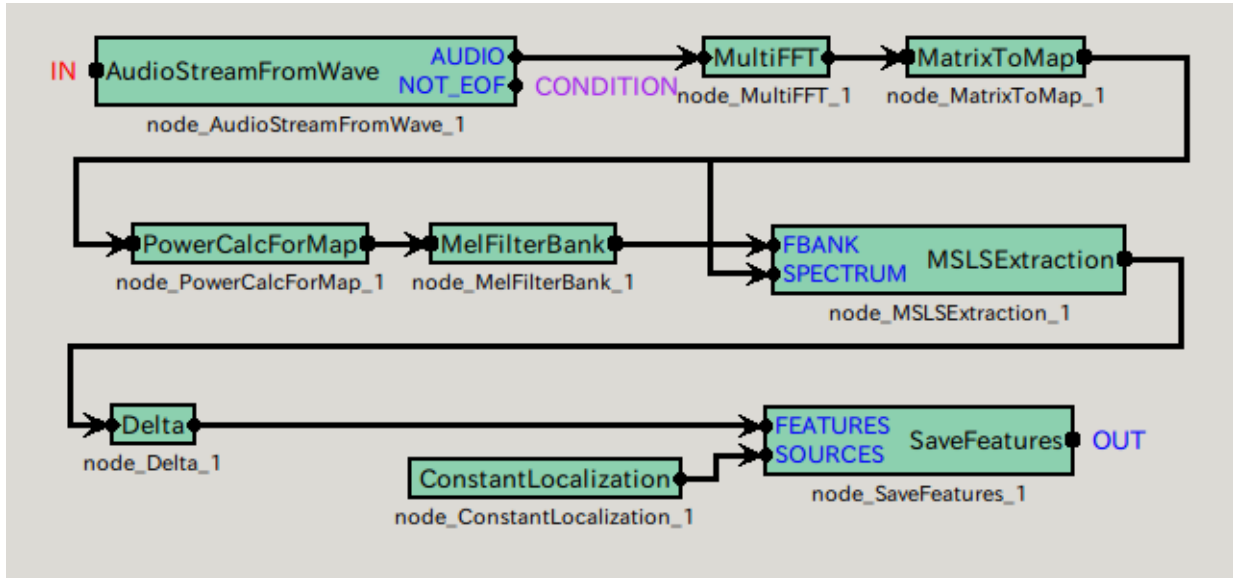 IN AudioStreamFromWave AUDIO MultiFFT MatrixToMap
NOT_EOF CONDITION node_MultiFFT_1 node_MatrixToMap_1
node_AudioStreamFromWave_1
PowerCalcForMap MelFilterBank FBANK MSLSExtraction
SPECTRUM
node_PowerCalcForMap_1 node_MelFilterBank_1
node_MSLSExtraction_1
Delta FEATURES SaveFeatures OUT
SOURCES
node_Delta_1
ConstantLocalization
node_SaveFeatures_1
node_ConstantLocalization_1